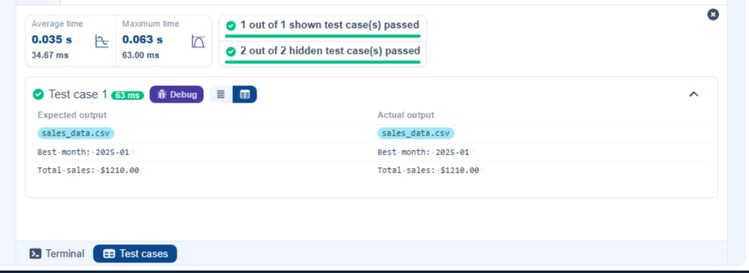 Average time
0.035 s
34.67 ms
Maximum time
0.063 s
63.00 ms
1 out of 1 shown test case(s) passed
2 out of 2 hidden test case(s) passed
Test case 1 63 ms Debug
Expected output
sales_data.csv
Best·month:·2025-01
Total·sales:·$1210.00
Actual output
sales_data.csv
Best·month:·2025-01
Total·sales:·$1210.00
Terminal Test cases